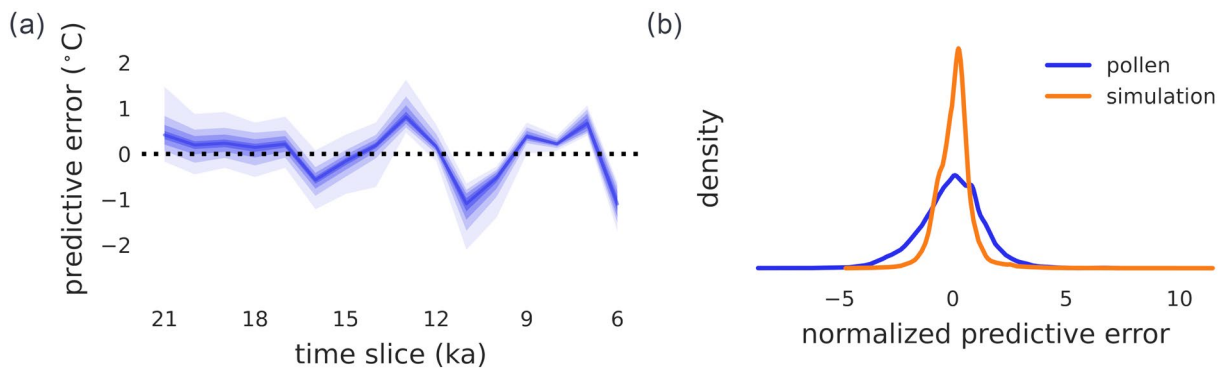 (a)
predictive error (°C)
2
1
0
−1
−2
21 18 15 12 9 6
time slice (ka)
(b)
density
pollen
simulation
−5 0 5 10
normalized predictive error